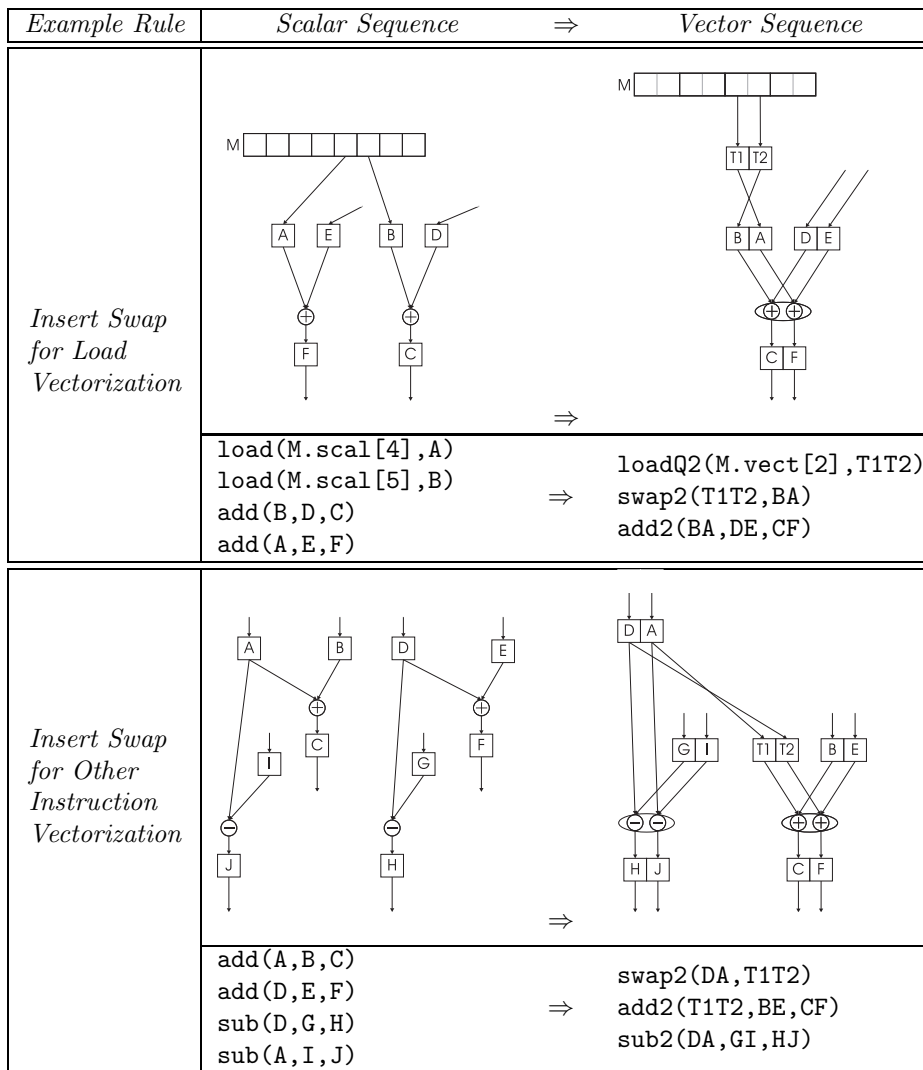 Example Rule Scalar Sequence ⇒ Vector Sequence
Insert Swap
for Load
Vectorization
M
A E B D
F C
⇒
M
T1 T2
B A D E
C F
load(M.scal[4],A)
load(M.scal[5],B)
add(B,D,C)
add(A,E,F)
⇒
loadQ2(M.vect[2],T1T2)
swap2(T1T2,BA)
add2(BA,DE,CF)
Insert Swap
for Other
Instruction
Vectorization
A B D E
C F
I G
J H
⇒
D A
G I T1 T2 B E
H J C F
add(A,B,C)
add(D,E,F)
sub(D,G,H)
sub(A,I,J)
⇒
swap2(DA,T1T2)
add2(T1T2,BE,CF)
sub2(DA,GI,HJ)